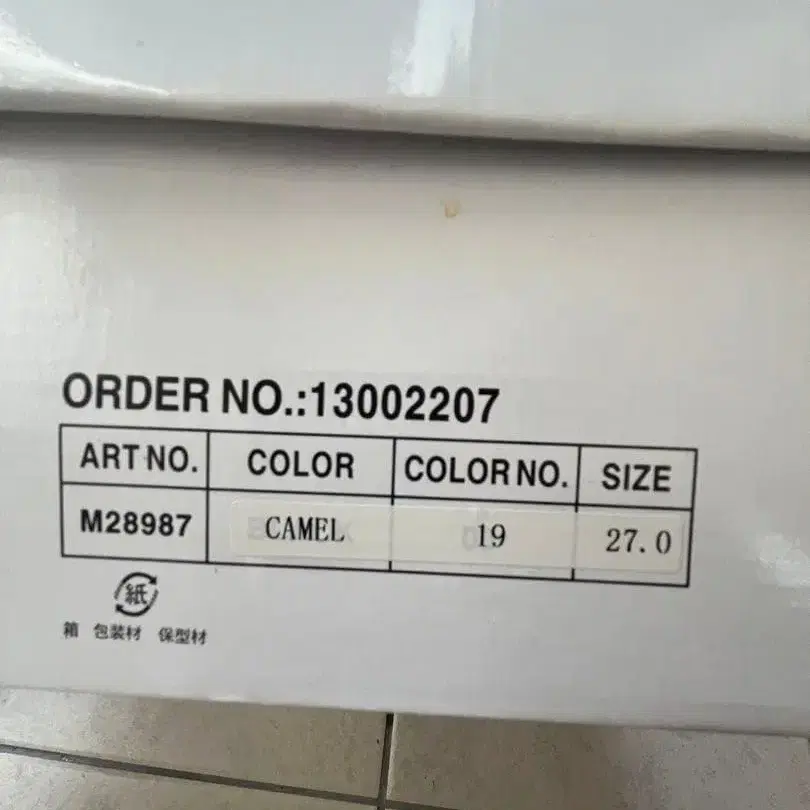 ORDER NO.:13002207
ART NO. COLOR COLOR NO. SIZE
M28987 CAMEL 19 27.0
紙
箱 包装材 保型材